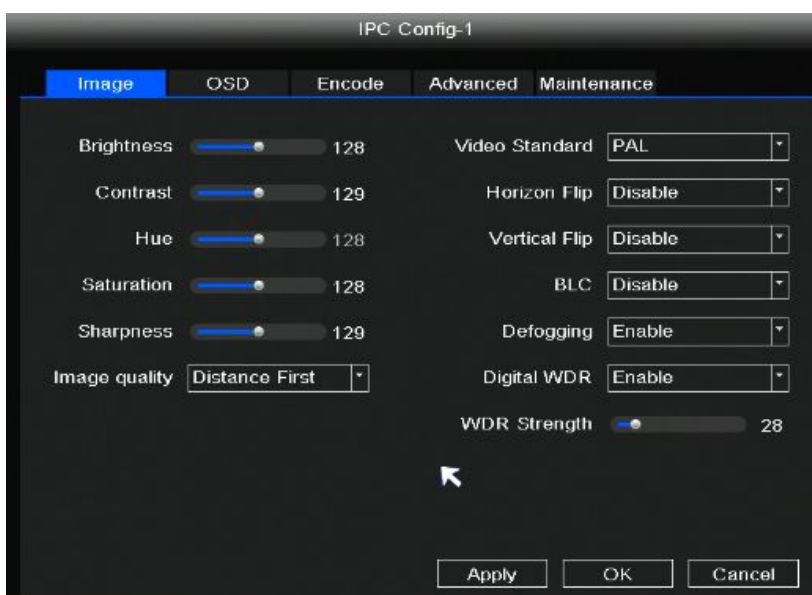 IPC Config-1
Image OSD Encode Advanced Maintenance
Brightness 128 Video Standard PAL
Contrast 129 Horizon Flip Disable
Hue 128 Vertical Flip Disable
Saturation 128 BLC Disable
Sharpness 129 Defogging Enable
Image quality Distance First Digital WDR Enable
WDR Strength 28
Apply OK Cancel